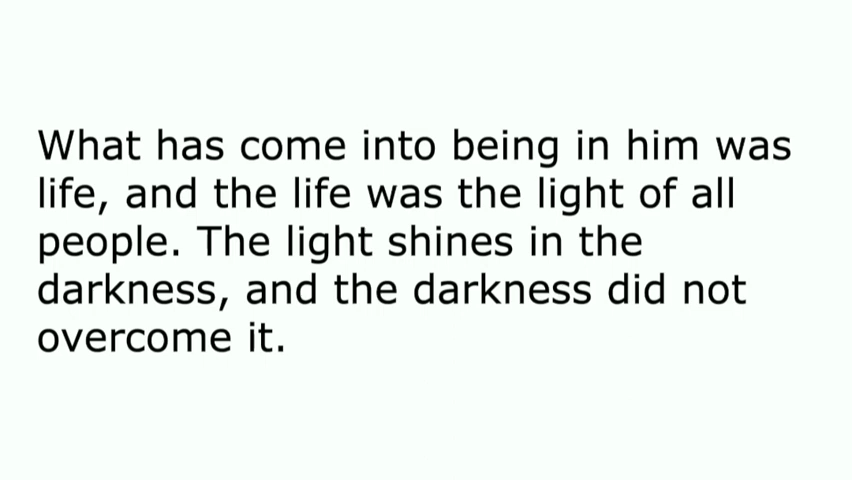 What has come into being in him was
life, and the life was the light of all
people. The light shines in the
darkness, and the darkness did not
overcome it.